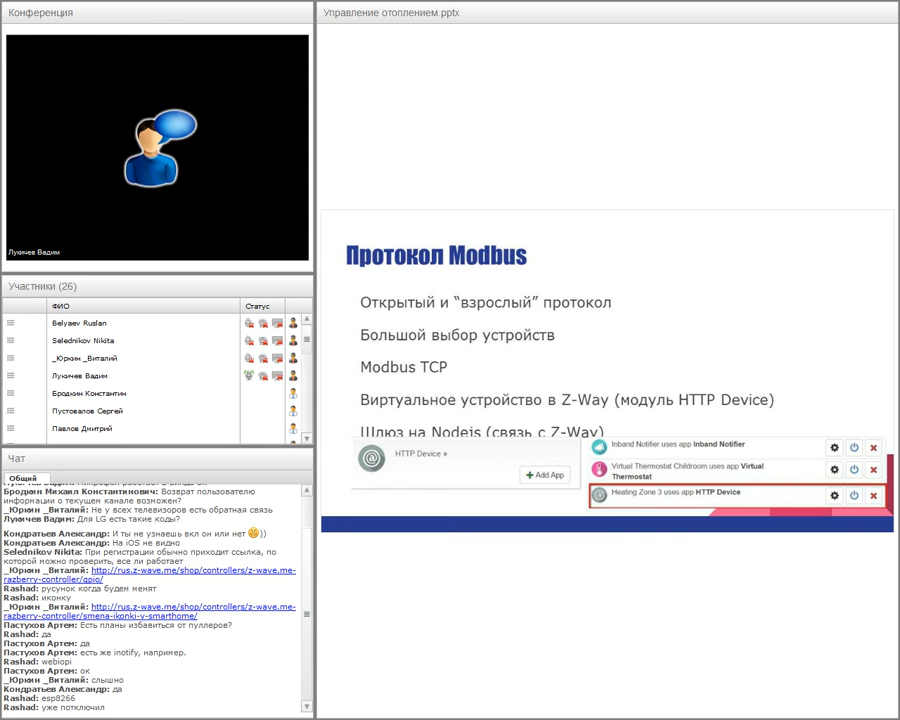 Конференция
Лукичев Вадим
Участники (26)
ФИО
Статус
Belyaev Ruslan
Selednikov Nikita
_Юркин _Виталий
Лукичев Вадим
Бродкин Константин
Пустовалов Сергей
Павлов Дмитрий
Чат
Общий
Бродкин Михаил Константинович: Возврат пользователю
информации о текущем канале возможен?
_Юркин _Виталий: Не у всех телевизоров есть обратная связь
Лукичев Вадим: Для LG есть такие коды?
Кондратьев Александр: И ты не узнаешь вкл он или нет ))
Кондратьев Александр: На iOS не видно
Selednikov Nikita: При регистрации обычно приходит ссылка, по
которой можно проверить, все ли работает
_Юркин _Виталий: http://rus.z-wave.me/shop/controllers/z-wave.me-
razberry-controller/gpio/
Rashad: русунок когда будем менят
Rashad: иконку
_Юркин _Виталий: http://rus.z-wave.me/shop/controllers/z-wave.me-
razberry-controller/smena-ikonki-v-smarthome/
Пастухов Артем: Есть планы избавиться от пуллеров?
Rashad: да
Пастухов Артем: да
Пастухов Артем: есть же inotify, например.
Rashad: webiopi
Пастухов Артем: ок
_Юркин _Виталий: слышно
Кондратьев Александр: да
Rashad: esp8266
Rashad: уже потключил
Управление отоплением.pptx
Протокол Modbus
Открытый и “взрослый” протокол
Большой выбор устройств
Modbus TCP
Виртуальное устройство в Z-Way (модуль HTTP Device)
Шлюз на Nodejs (связь с Z-Way)
HTTP Device »
Add App
Inband Notifier uses app Inband Notifier
Virtual Thermostat Childroom uses app Virtual
Thermostat
Heating Zone 3 uses app HTTP Device